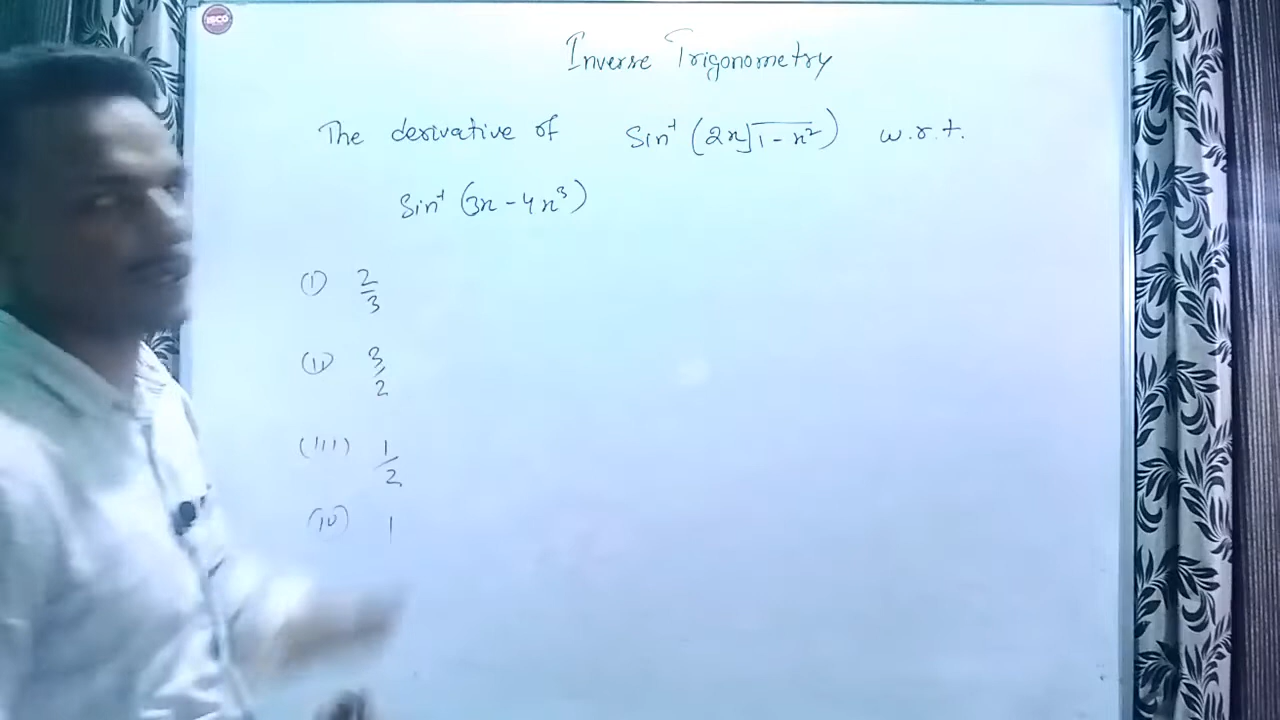 ISCO
Inverse Trigonometry
The derivative of sin⁻¹ (2x√1-x²) w.r.t.
sin⁻¹ (3x-4x³)
(i) 2/3
(ii) 3/2
(iii) 1/2
(iv) 1